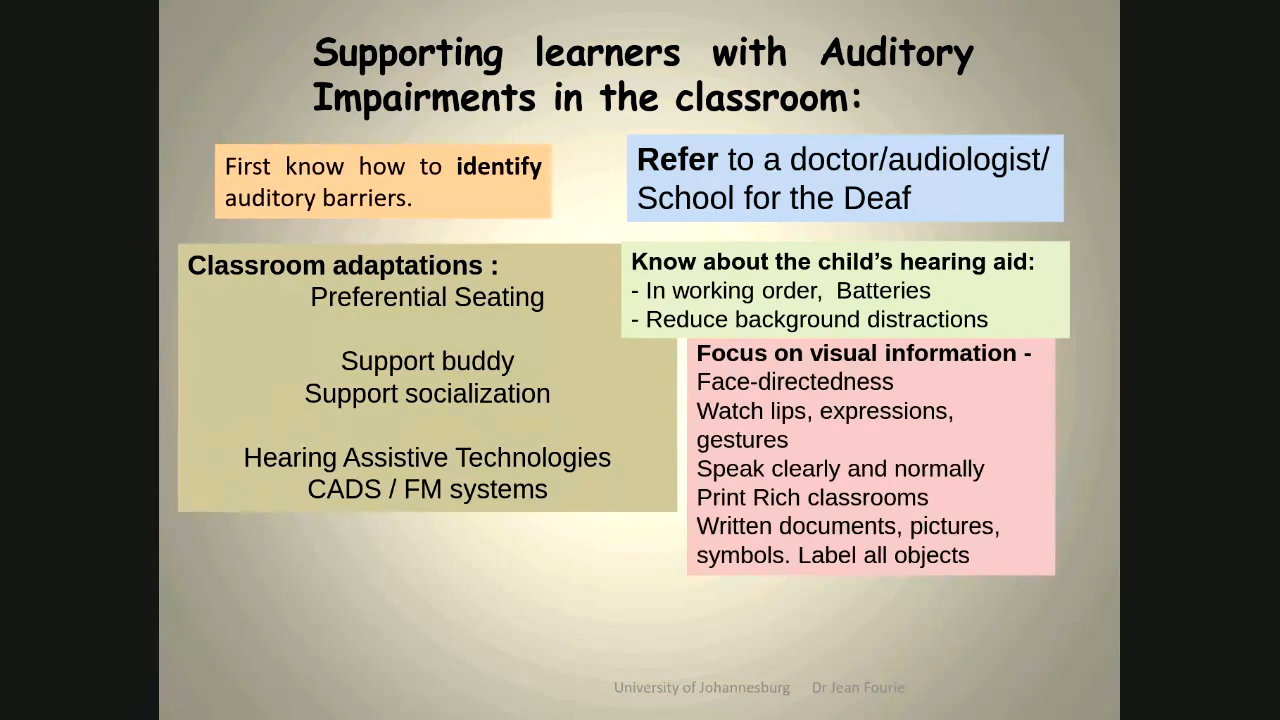 Supporting learners with Auditory
Impairments in the classroom:
First know how to identify
auditory barriers.
Refer to a doctor/audiologist/
School for the Deaf
Classroom adaptations :
Preferential Seating
Support buddy
Support socialization
Hearing Assistive Technologies
CADS / FM systems
Know about the child’s hearing aid:
- In working order,  Batteries
- Reduce background distractions
Focus on visual information -
Face-directedness
Watch lips, expressions,
gestures
Speak clearly and normally
Print Rich classrooms
Written documents, pictures,
symbols. Label all objects
University of Johannesburg Dr Jean Fourie